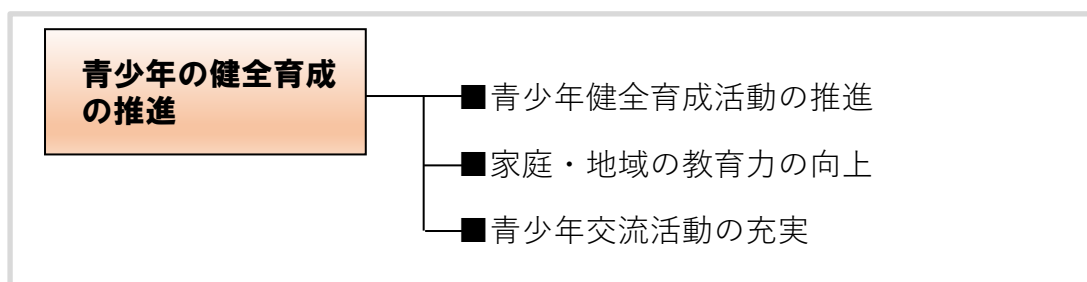 青少年の健全育成
の推進
■青少年健全育成活動の推進
■家庭・地域の教育力の向上
■青少年交流活動の充実